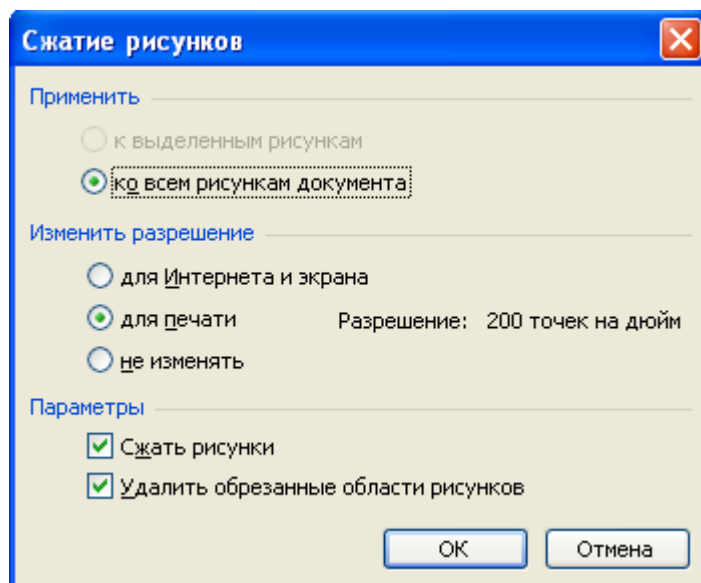 Сжатие рисунков
Применить
к выделенным рисункам
ко всем рисункам документа
Изменить разрешение
для Интернета и экрана
для печати Разрешение: 200 точек на дюйм
не изменять
Параметры
Сжать рисунки
Удалить обрезанные области рисунков
ОК Отмена